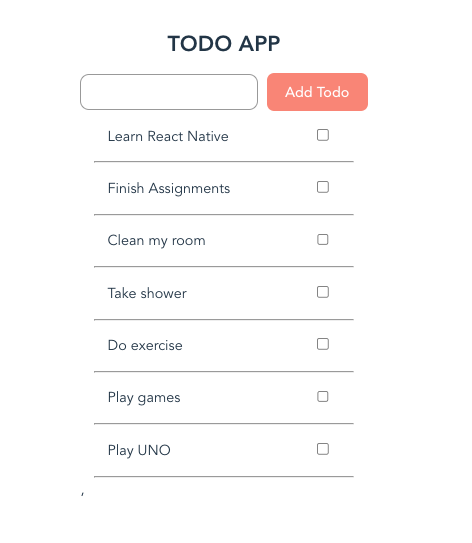 TODO APP
Add Todo
Learn React Native
Finish Assignments
Clean my room
Take shower
Do exercise
Play games
Play UNO
,